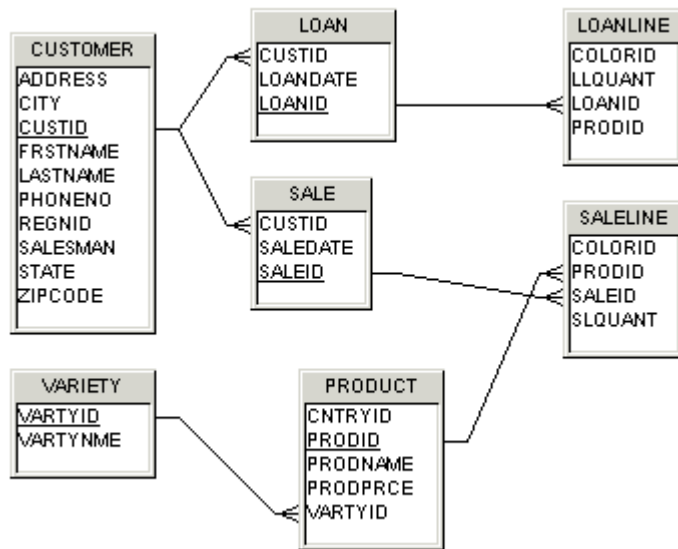 CUSTOMER
ADDRESS
CITY
CUSTID
FRSTNAME
LASTNAME
PHONENO
REGNID
SALESMAN
STATE
ZIPCODE
LOAN
CUSTID
LOANDATE
LOANID
LOANLINE
COLORID
LLQUANT
LOANID
PRODID
SALE
CUSTID
SALEDATE
SALEID
SALELINE
COLORID
PRODID
SALEID
SLQUANT
VARIETY
VARTYID
VARTYNME
PRODUCT
CNTRYID
PRODID
PRODNAME
PRODPRCE
VARTYID